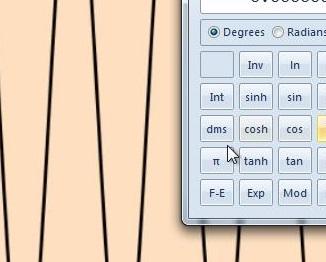 Degrees Radians
Inv ln
Int sinh sin
dms cosh cos
π tanh tan
F-E Exp Mod